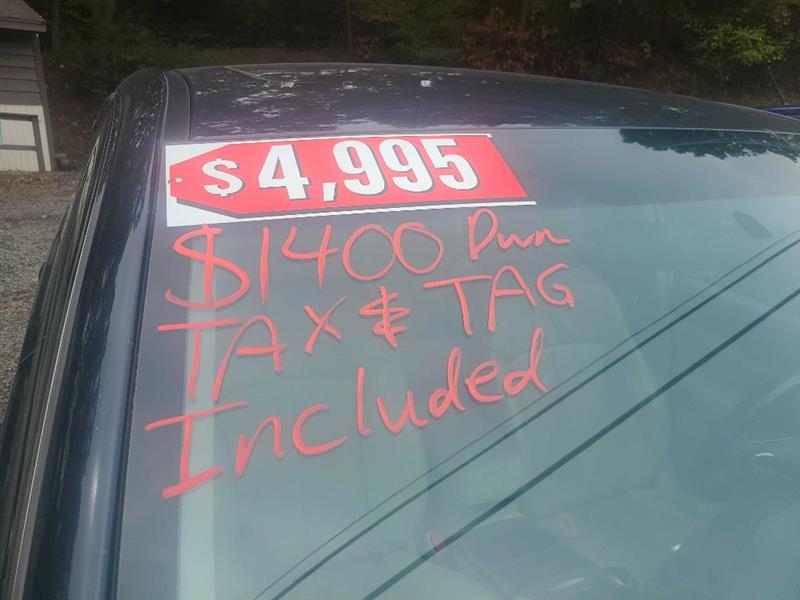 $4,995
$1400 Dwn
TAX & TAG
Included